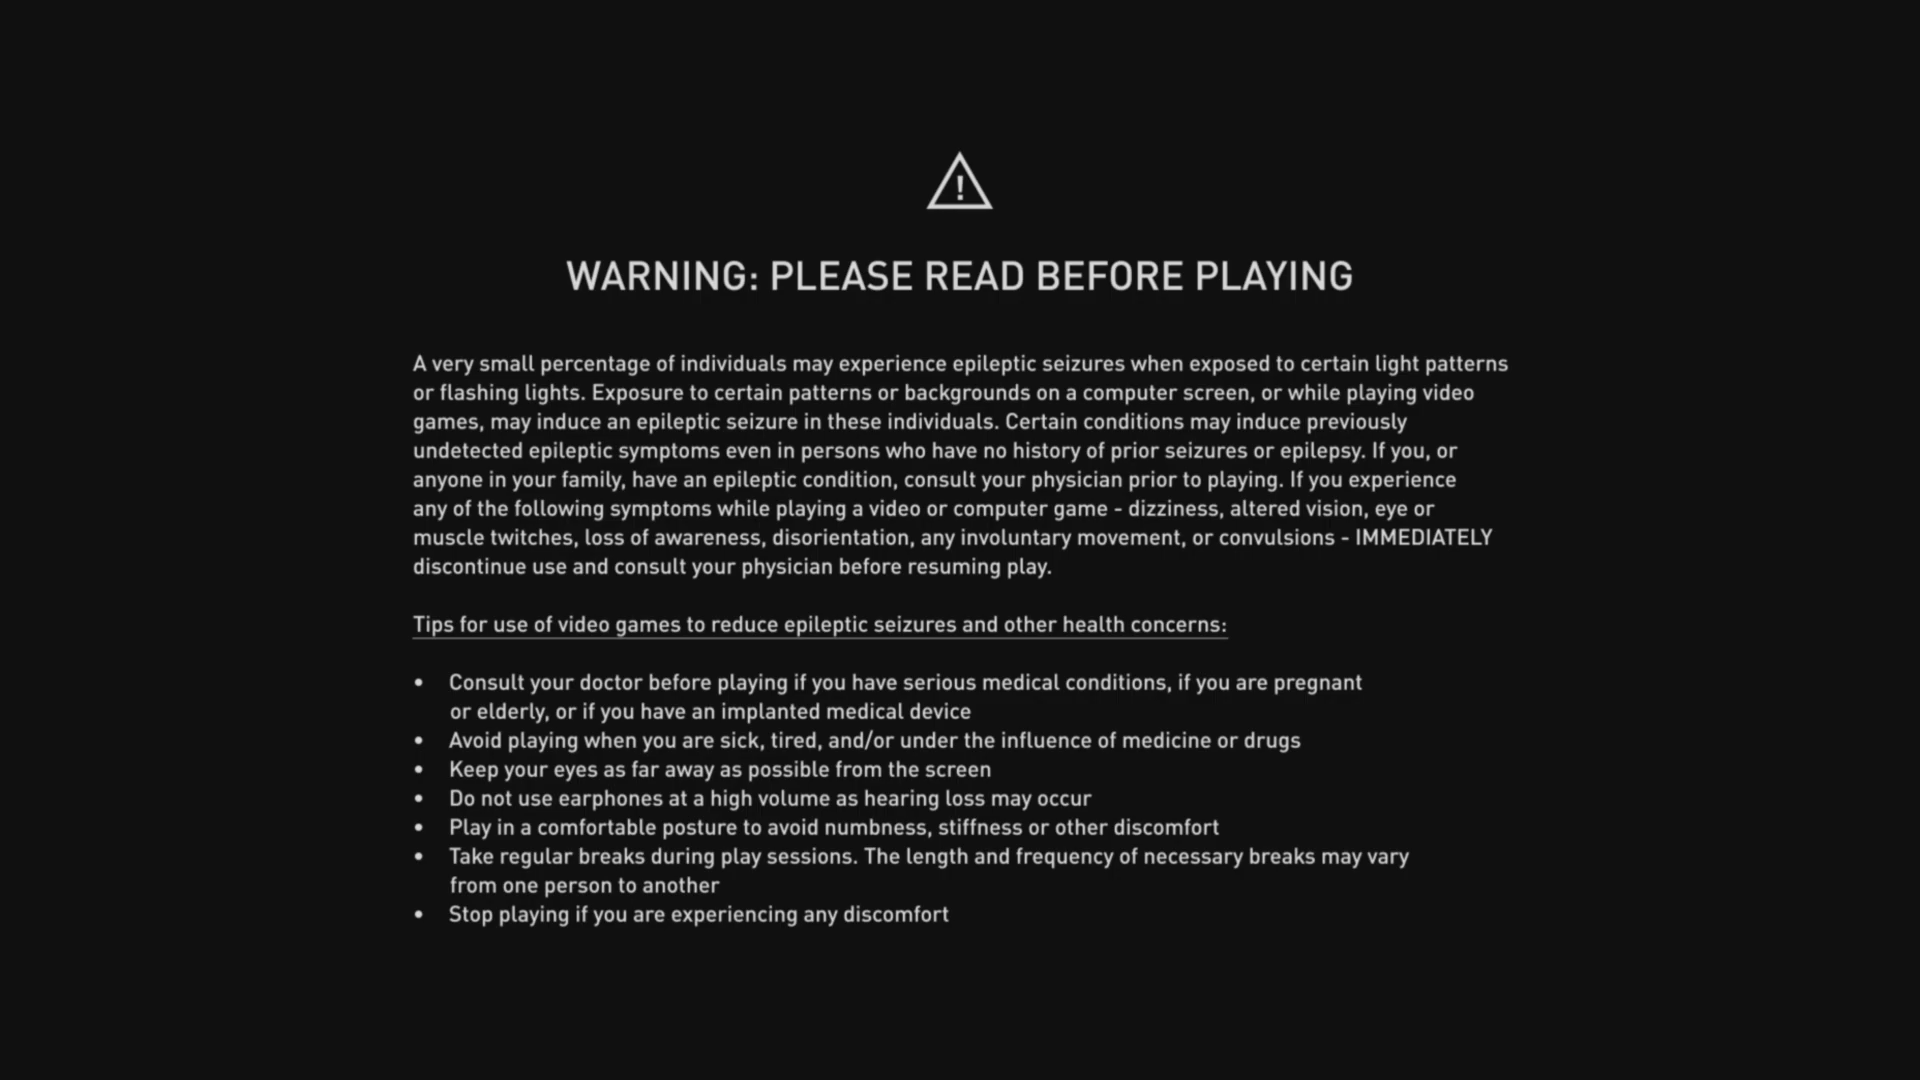 !
WARNING: PLEASE READ BEFORE PLAYING
A very small percentage of individuals may experience epileptic seizures when exposed to certain light patterns
or flashing lights. Exposure to certain patterns or backgrounds on a computer screen, or while playing video
games, may induce an epileptic seizure in these individuals. Certain conditions may induce previously
undetected epileptic symptoms even in persons who have no history of prior seizures or epilepsy. If you, or
anyone in your family, have an epileptic condition, consult your physician prior to playing. If you experience
any of the following symptoms while playing a video or computer game - dizziness, altered vision, eye or
muscle twitches, loss of awareness, disorientation, any involuntary movement, or convulsions - IMMEDIATELY
discontinue use and consult your physician before resuming play.
Tips for use of video games to reduce epileptic seizures and other health concerns:
• Consult your doctor before playing if you have serious medical conditions, if you are pregnant
or elderly, or if you have an implanted medical device
• Avoid playing when you are sick, tired, and/or under the influence of medicine or drugs
• Keep your eyes as far away as possible from the screen
• Do not use earphones at a high volume as hearing loss may occur
• Play in a comfortable posture to avoid numbness, stiffness or other discomfort
• Take regular breaks during play sessions. The length and frequency of necessary breaks may vary
from one person to another
• Stop playing if you are experiencing any discomfort